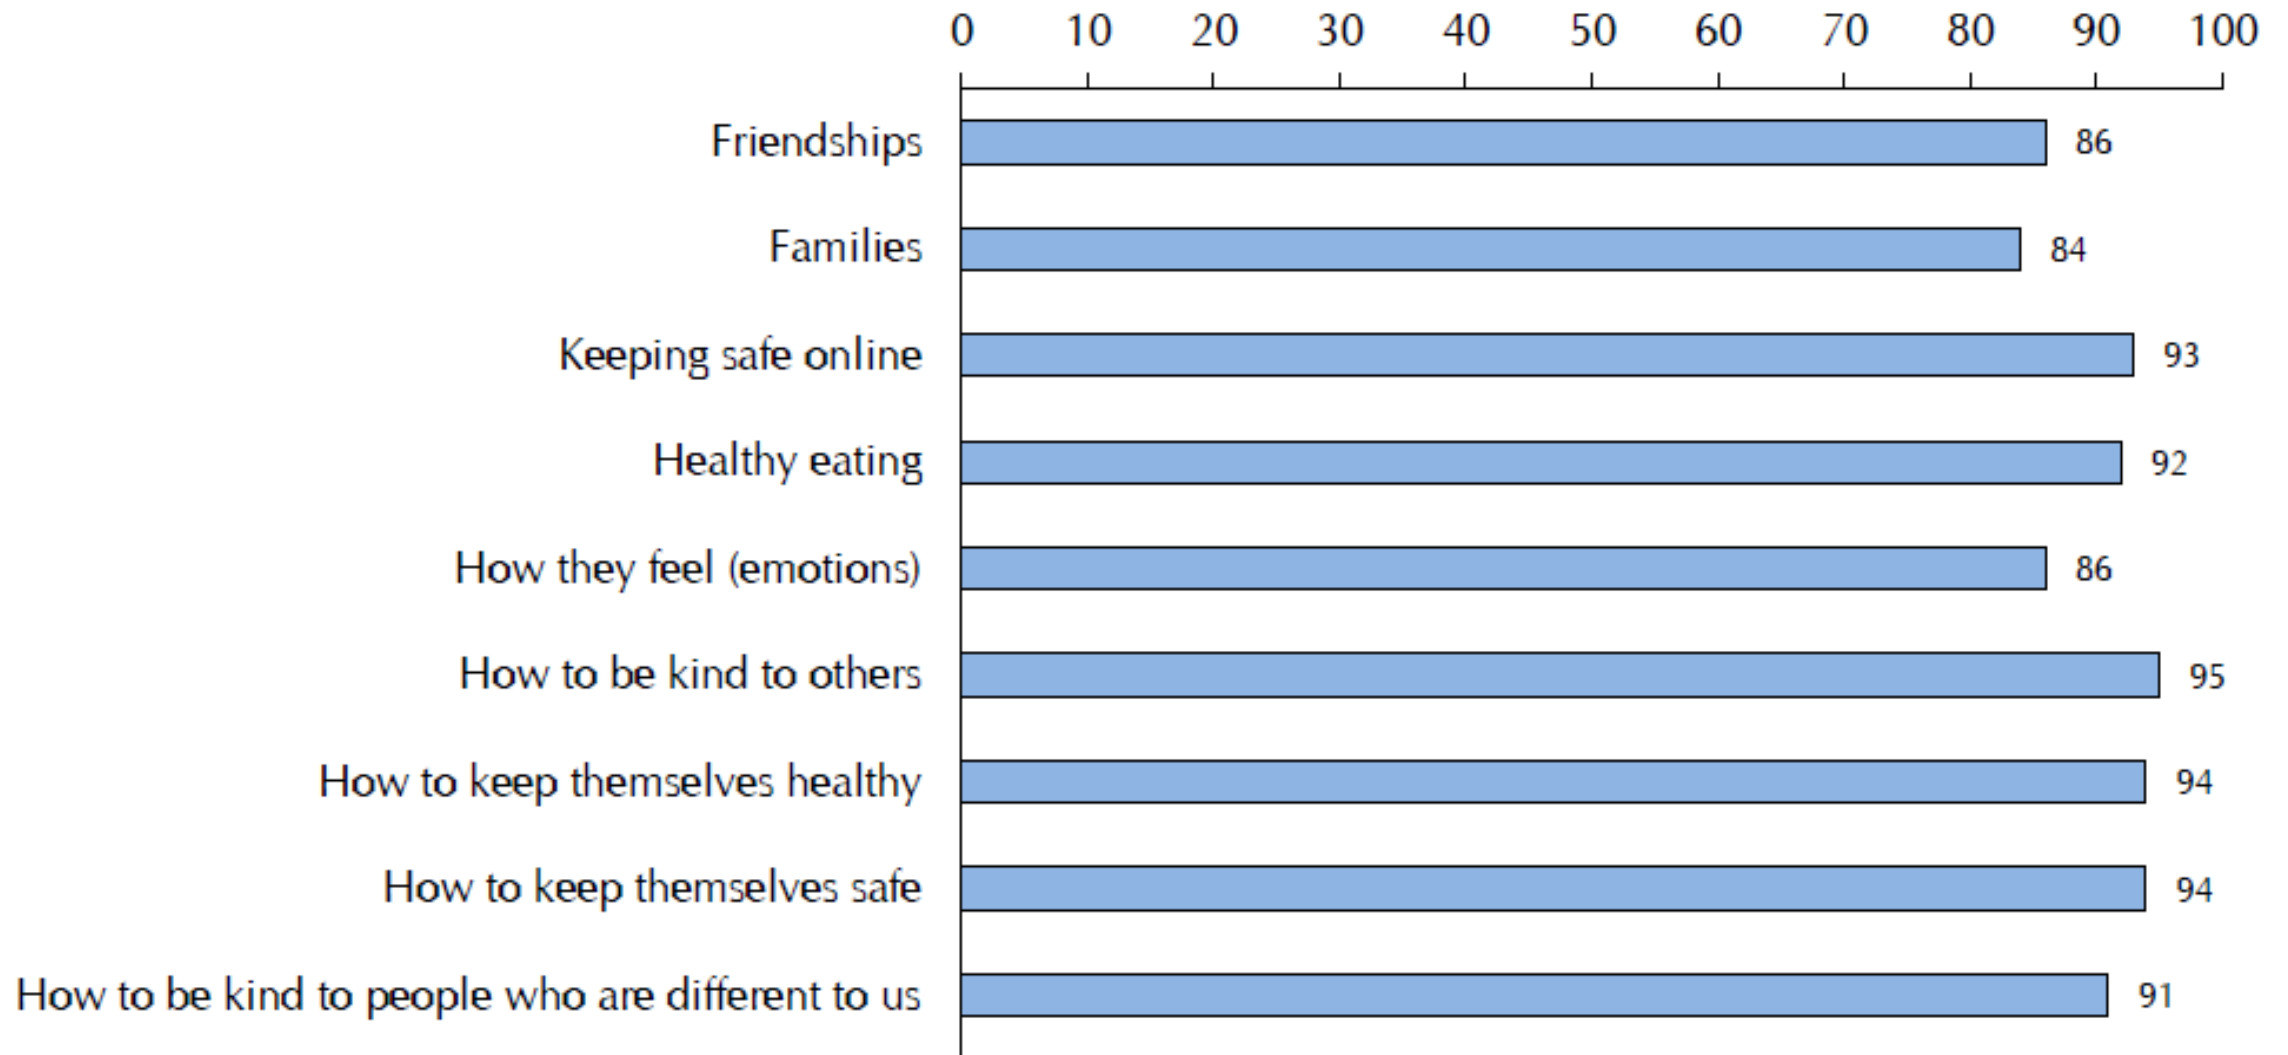 0 10 20 30 40 50 60 70 80 90 100
Friendships 86
Families 84
Keeping safe online 93
Healthy eating 92
How they feel (emotions) 86
How to be kind to others 95
How to keep themselves healthy 94
How to keep themselves safe 94
How to be kind to people who are different to us 91